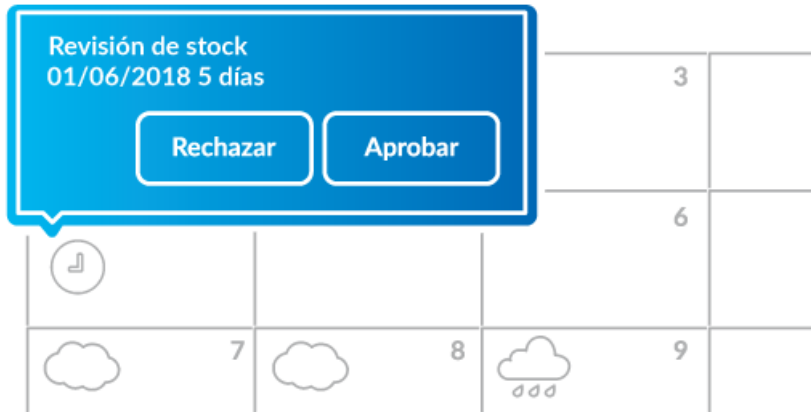 Revisión de stock
01/06/2018 5 días
Rechazar Aprobar
3
6
7 8 9